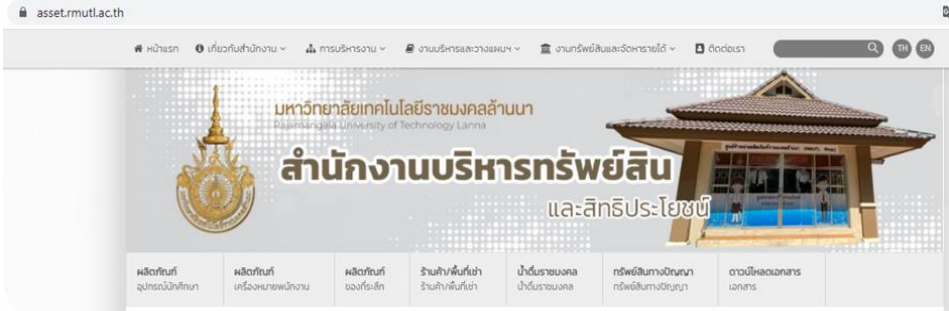 asset.rmutl.ac.th
หน้าแรก เกี่ยวกับสำนักงาน การบริหารงาน งานบริหารและวางแผนฯ งานทรัพย์สินและจัดหารายได้ ติดต่อเรา TH EN
มหาวิทยาลัยเทคโนโลยีราชมงคลล้านนา
Rajamangala University of Technology Lanna
สำนักงานบริหารทรัพย์สิน
และสิทธิประโยชน์
ผลิตภัณฑ์ ผลิตภัณฑ์ ผลิตภัณฑ์ ร้านค้า/พื้นที่เช่า น้ำดื่มราชมงคล ทรัพย์สินทางปัญญา ดาวน์โหลดเอกสาร
อุปกรณ์นักศึกษา เครื่องหมายพนักงาน ของที่ระลึก ร้านค้า/พื้นที่เช่า น้ำดื่มราชมงคล ทรัพย์สินทางปัญญา เอกสาร